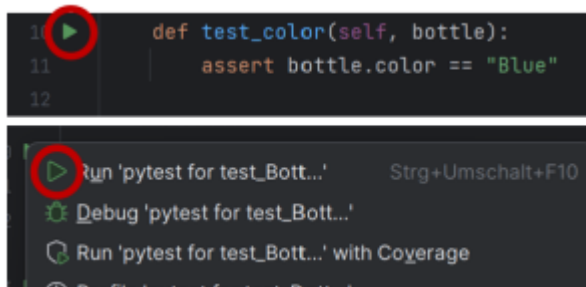 10 def test_color(self, bottle):
11 assert bottle.color == "Blue"
12
Run 'pytest for test_Bott...' Strg+Umschalt+F10
Debug 'pytest for test_Bott...'
Run 'pytest for test_Bott...' with Coverage